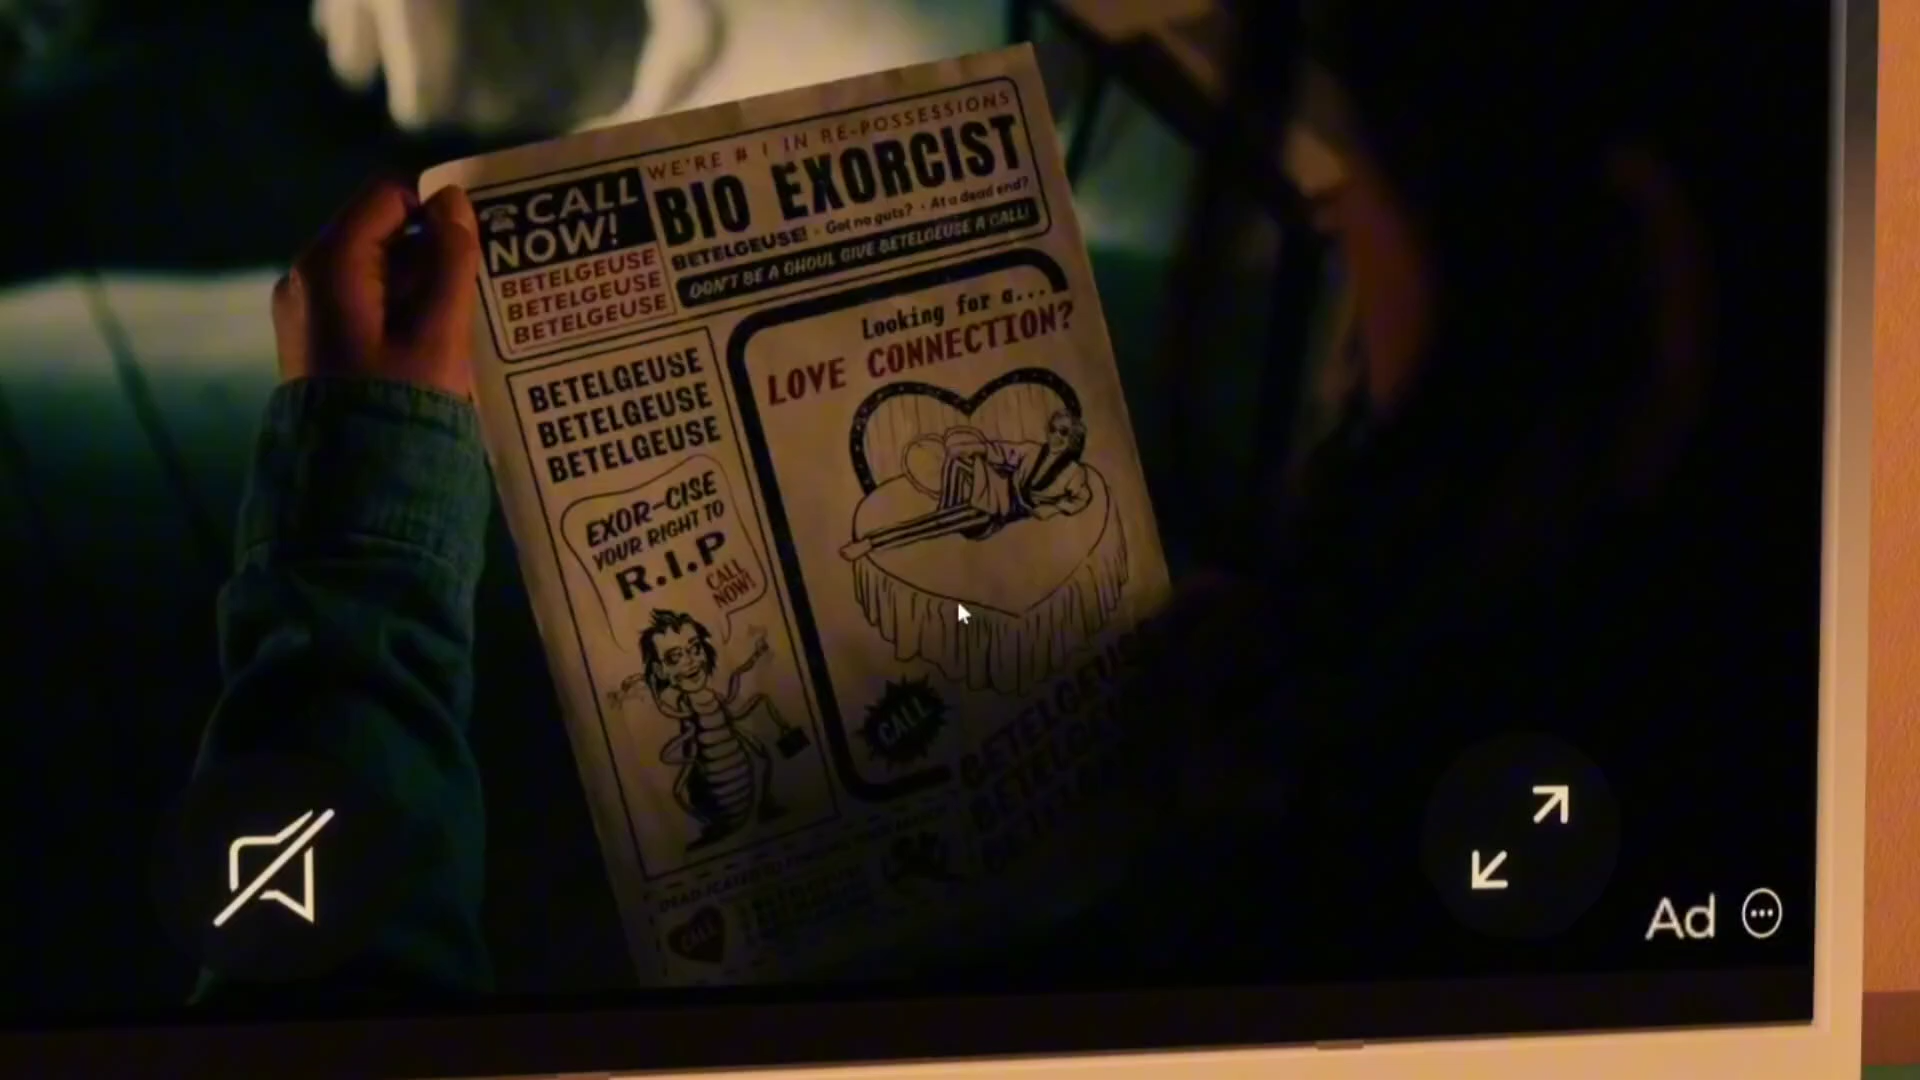 WE'RE # 1 IN RE-POSSESSIONS
CALL
NOW!
BIO EXORCIST
BETELGEUSE! - Got no guts? - At a dead end?
DON'T BE A GHOUL GIVE BETELGEUSE A CALL!
BETELGEUSE
BETELGEUSE
BETELGEUSE
BETELGEUSE
BETELGEUSE
BETELGEUSE
EXOR-CISE
YOUR RIGHT TO
R.I.P
CALL
NOW!
Looking for a...
LOVE CONNECTION?
CALL
BETELGEUSE
Ad